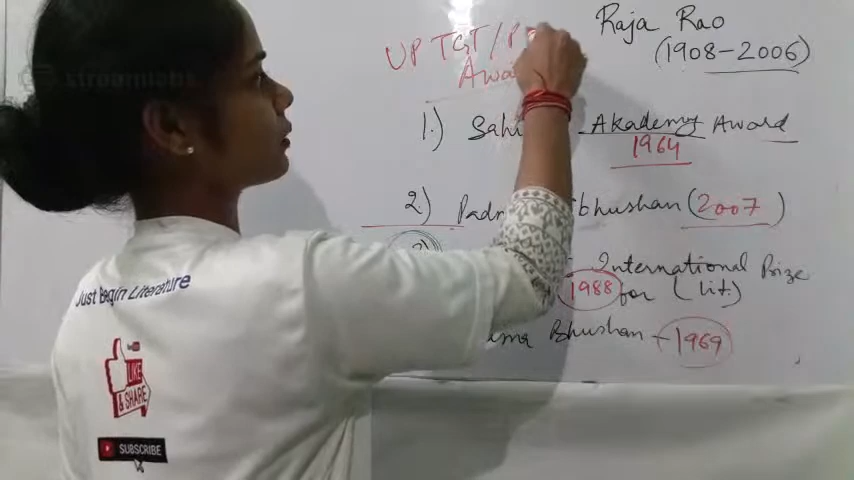 Raja Rao
(1908-2006)
UP TGT/P
Awa
1.) Sahi Akademy Award
1964
2) Padm bhushan (2007)
International Prize
1988 for (lit.)
Bhushan - 1969
Just Begin Literature
LIKE
& SHARE
SUBSCRIBE